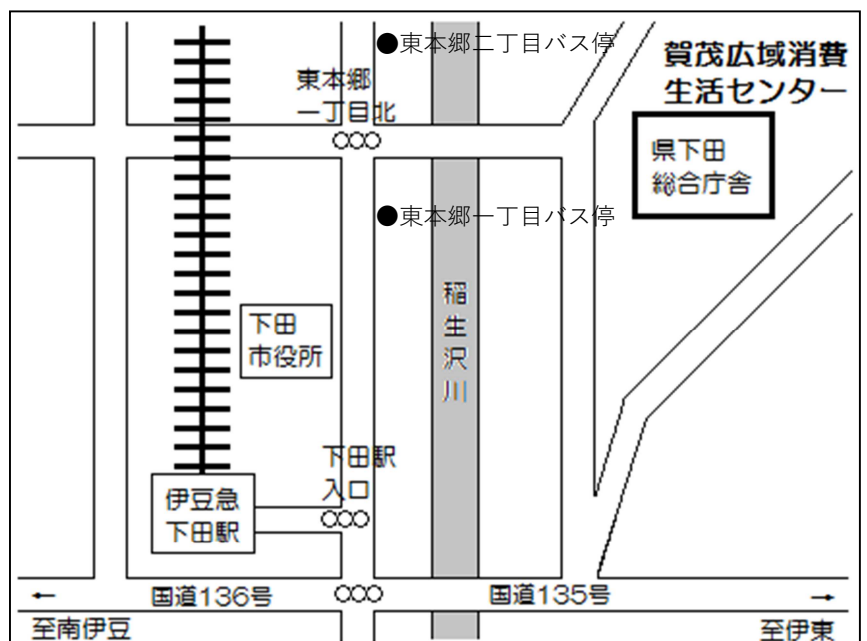 ●東本郷二丁目バス停
賀茂広域消費
生活センター
東本郷
一丁目北
県下田
総合庁舎
●東本郷一丁目バス停
下田
市役所
稲生沢川
下田駅
入口
伊豆急
下田駅
←
国道136号
国道135号
→
至南伊豆
至伊東